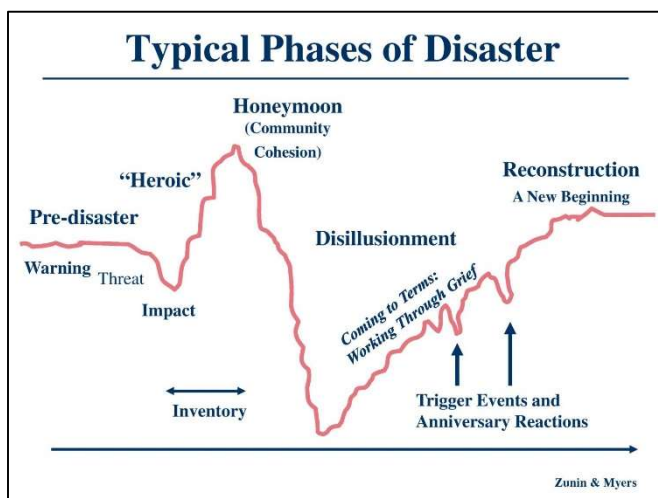 Typical Phases of Disaster
Honeymoon
(Community
Cohesion)
“Heroic”
Reconstruction
A New Beginning
Pre-disaster
Disillusionment
Warning
Threat
Impact
Coming to Terms:
Working Through Grief
Inventory
Trigger Events and
Anniversary Reactions
Zunin & Myers